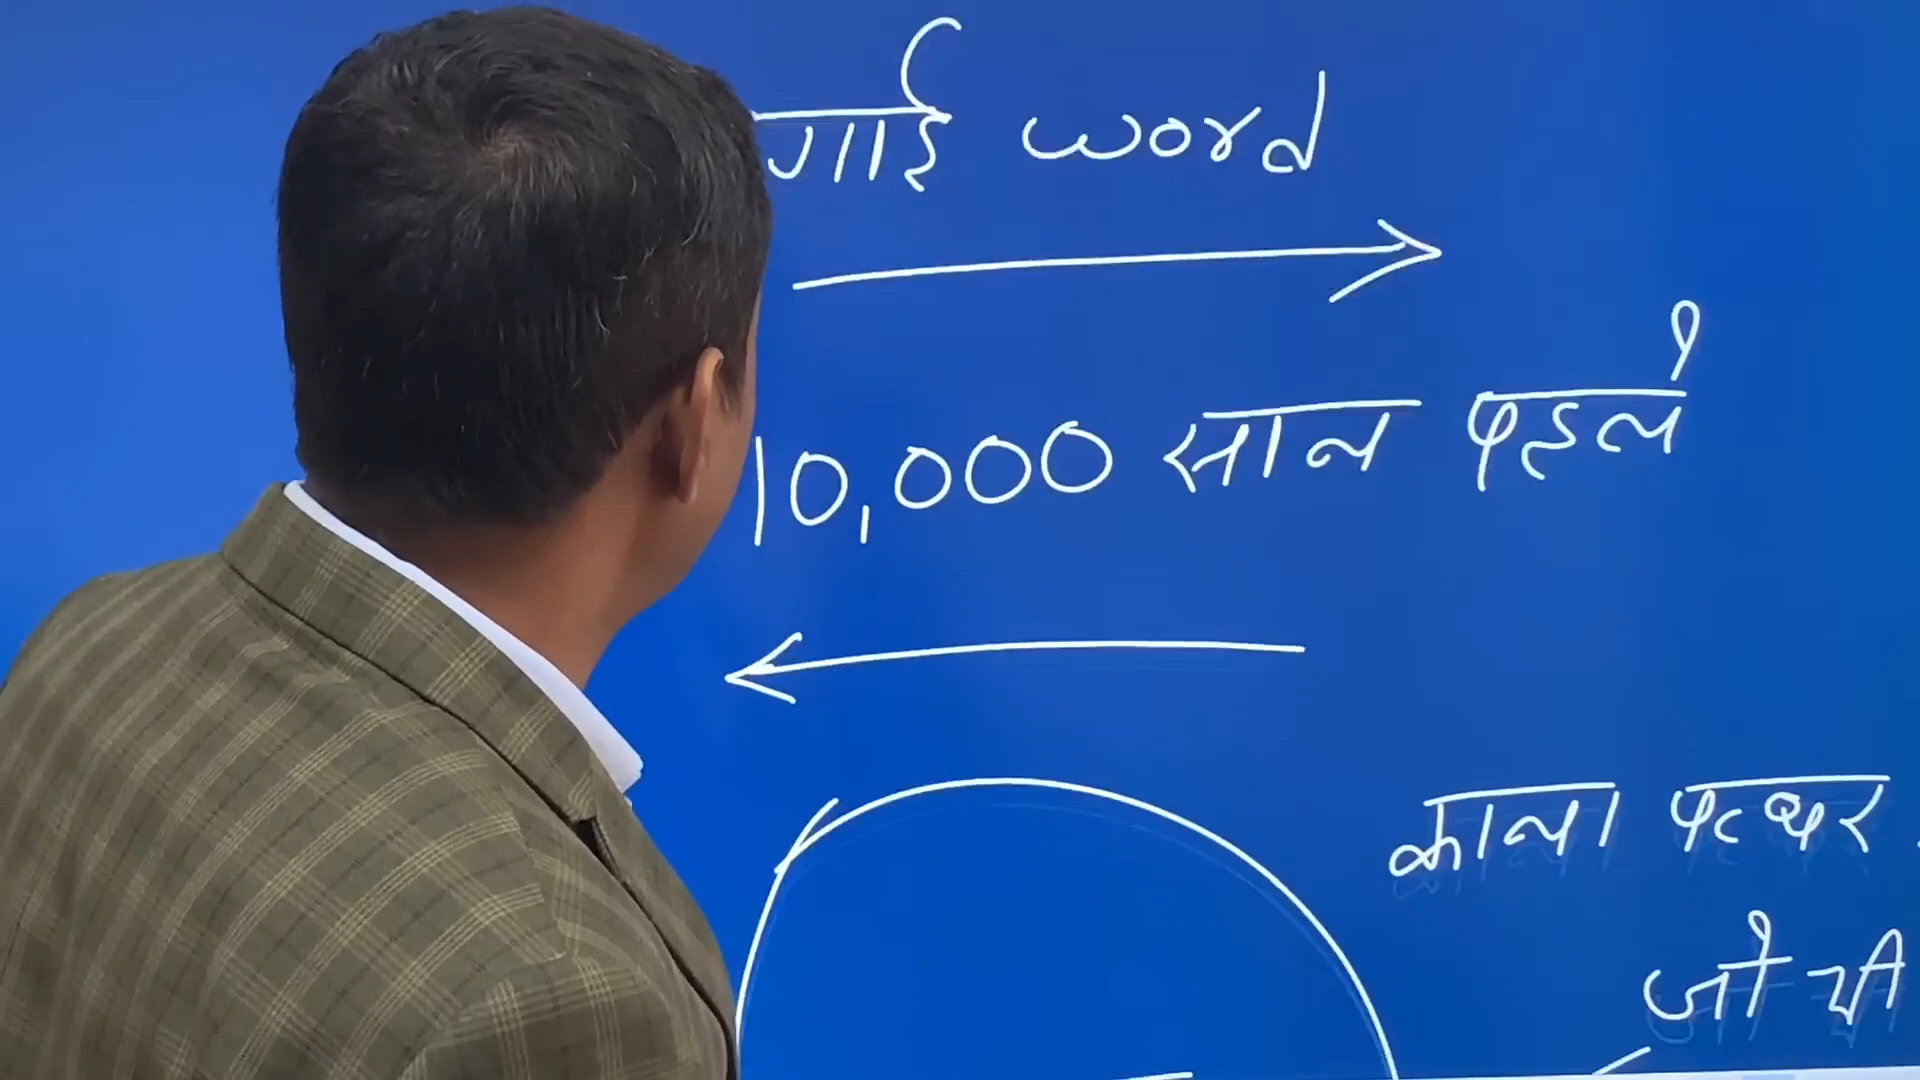 word
10,000 साल पहले
काला पत्थर
जो भी